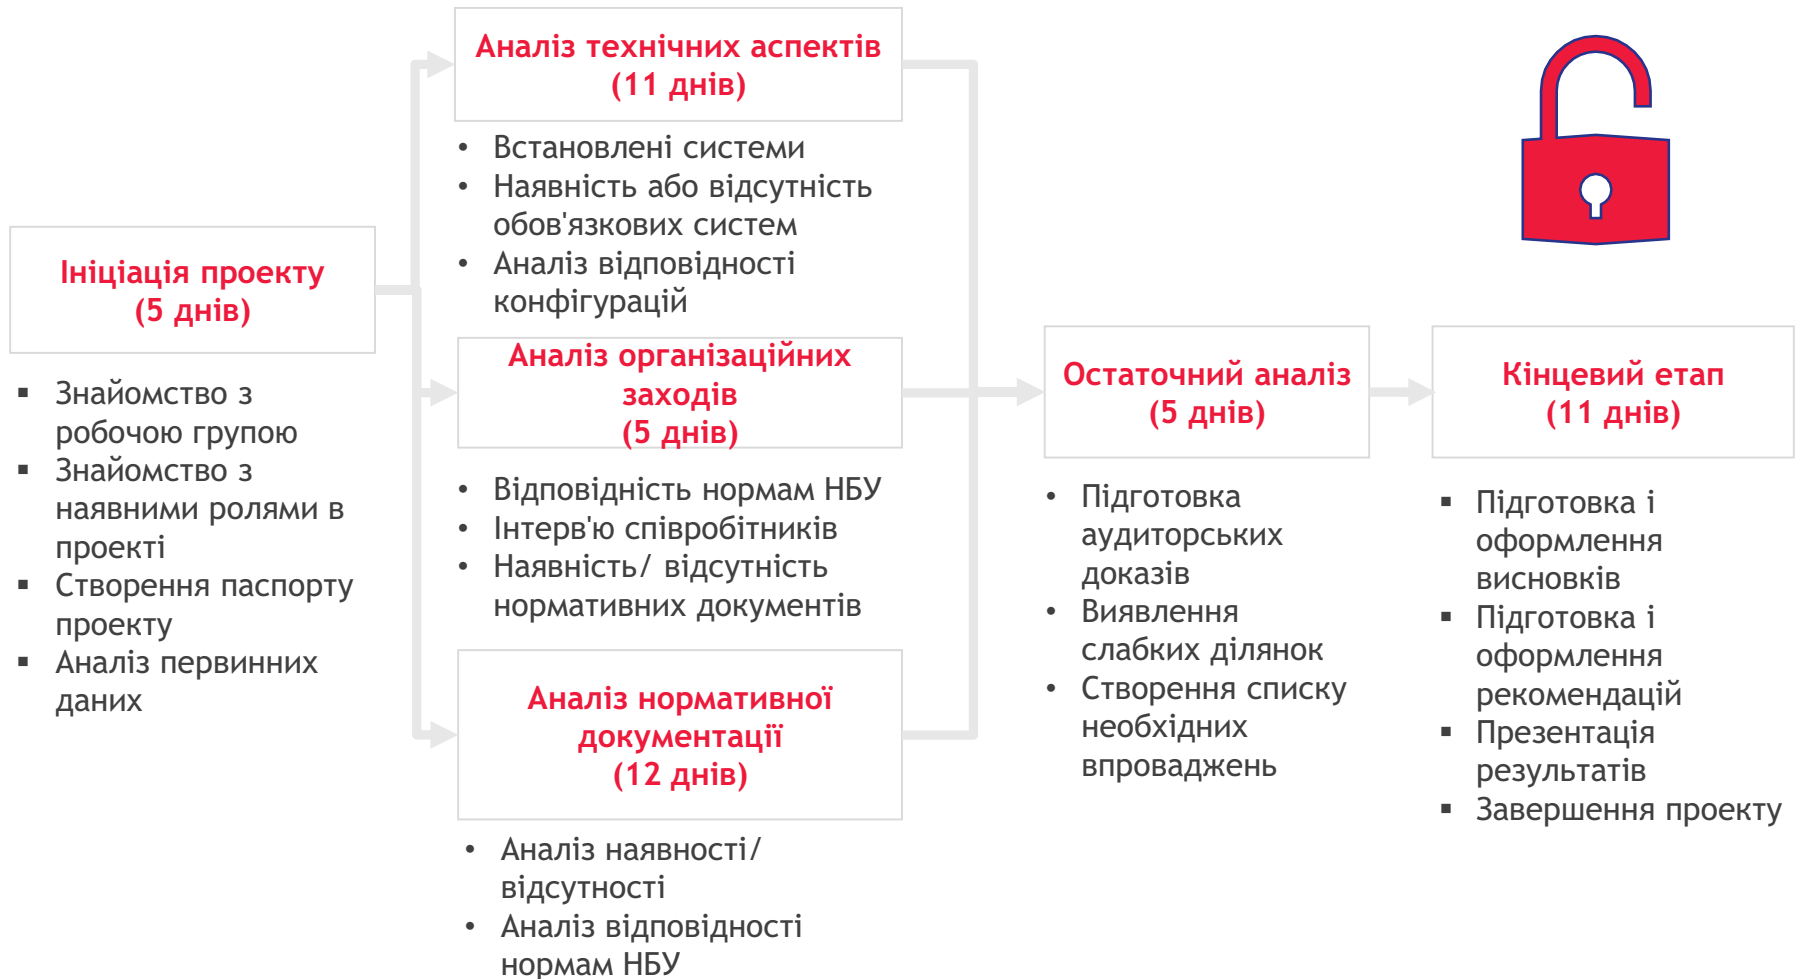 Ініціація проекту
(5 днів)
▪ Знайомство з
робочою групою
▪ Знайомство з
наявними ролями в
проекті
▪ Створення паспорту
проекту
▪ Аналіз первинних
даних
Аналіз технічних аспектів
(11 днів)
• Встановлені системи
• Наявність або відсутність
обов'язкових систем
• Аналіз відповідності
конфігурацій
Аналіз організаційних
заходів
(5 днів)
• Відповідність нормам НБУ
• Інтерв'ю співробітників
• Наявність/ відсутність
нормативних документів
Аналіз нормативної
документації
(12 днів)
• Аналіз наявності/
відсутності
• Аналіз відповідності
нормам НБУ
Остаточний аналіз
(5 днів)
• Підготовка
аудиторських
доказів
• Виявлення
слабких ділянок
• Створення списку
необхідних
впроваджень
Кінцевий етап
(11 днів)
▪ Підготовка і
оформлення
висновків
▪ Підготовка і
оформлення
рекомендацій
▪ Презентація
результатів
▪ Завершення проекту